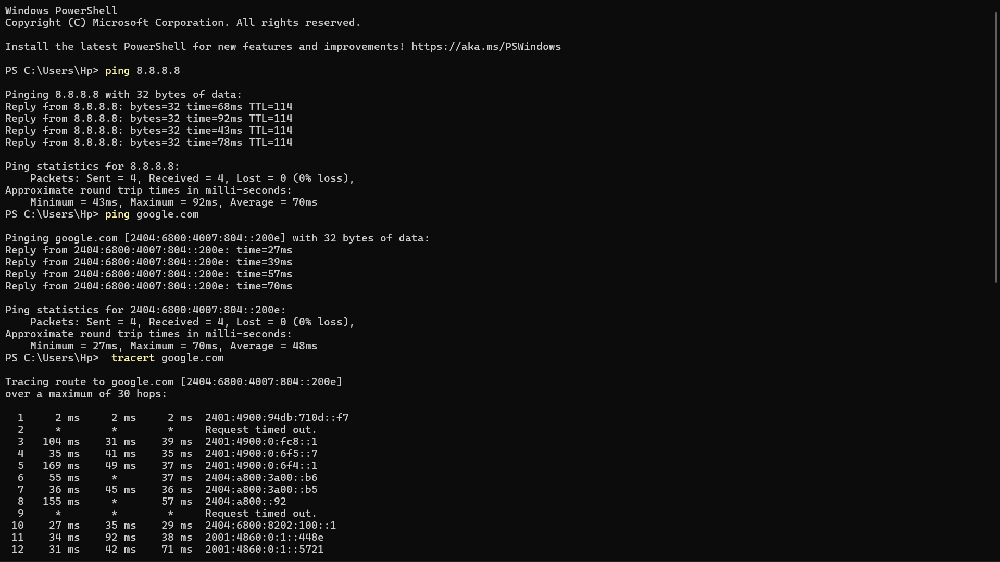 Windows PowerShell
Copyright (C) Microsoft Corporation. All rights reserved.

Install the latest PowerShell for new features and improvements! https://aka.ms/PSWindows

PS C:\Users\Hp> ping 8.8.8.8

Pinging 8.8.8.8 with 32 bytes of data:
Reply from 8.8.8.8: bytes=32 time=68ms TTL=114
Reply from 8.8.8.8: bytes=32 time=92ms TTL=114
Reply from 8.8.8.8: bytes=32 time=43ms TTL=114
Reply from 8.8.8.8: bytes=32 time=78ms TTL=114

Ping statistics for 8.8.8.8:
    Packets: Sent = 4, Received = 4, Lost = 0 (0% loss),
Approximate round trip times in milli-seconds:
    Minimum = 43ms, Maximum = 92ms, Average = 70ms
PS C:\Users\Hp> ping google.com

Pinging google.com [2404:6800:4007:804::200e] with 32 bytes of data:
Reply from 2404:6800:4007:804::200e: time=27ms
Reply from 2404:6800:4007:804::200e: time=39ms
Reply from 2404:6800:4007:804::200e: time=57ms
Reply from 2404:6800:4007:804::200e: time=70ms

Ping statistics for 2404:6800:4007:804::200e:
    Packets: Sent = 4, Received = 4, Lost = 0 (0% loss),
Approximate round trip times in milli-seconds:
    Minimum = 27ms, Maximum = 70ms, Average = 48ms
PS C:\Users\Hp>  tracert google.com

Tracing route to google.com [2404:6800:4007:804::200e]
over a maximum of 30 hops:

  1     2 ms     2 ms     2 ms  2401:4900:94db:710d::f7
  2     *        *        *     Request timed out.
  3   104 ms    31 ms    39 ms  2401:4900:0:fc8::1
  4    35 ms    41 ms    35 ms  2401:4900:0:6f5::7
  5   169 ms    49 ms    37 ms  2401:4900:0:6f4::1
  6    55 ms     *       37 ms  2404:a800:3a00::b6
  7    36 ms    45 ms    36 ms  2404:a800:3a00::b5
  8   155 ms     *       57 ms  2404:a800::92
  9     *        *        *     Request timed out.
 10    27 ms    35 ms    29 ms  2404:6800:8202:100::1
 11    34 ms    92 ms    38 ms  2001:4860:0:1::448e
 12    31 ms    42 ms    71 ms  2001:4860:0:1::5721